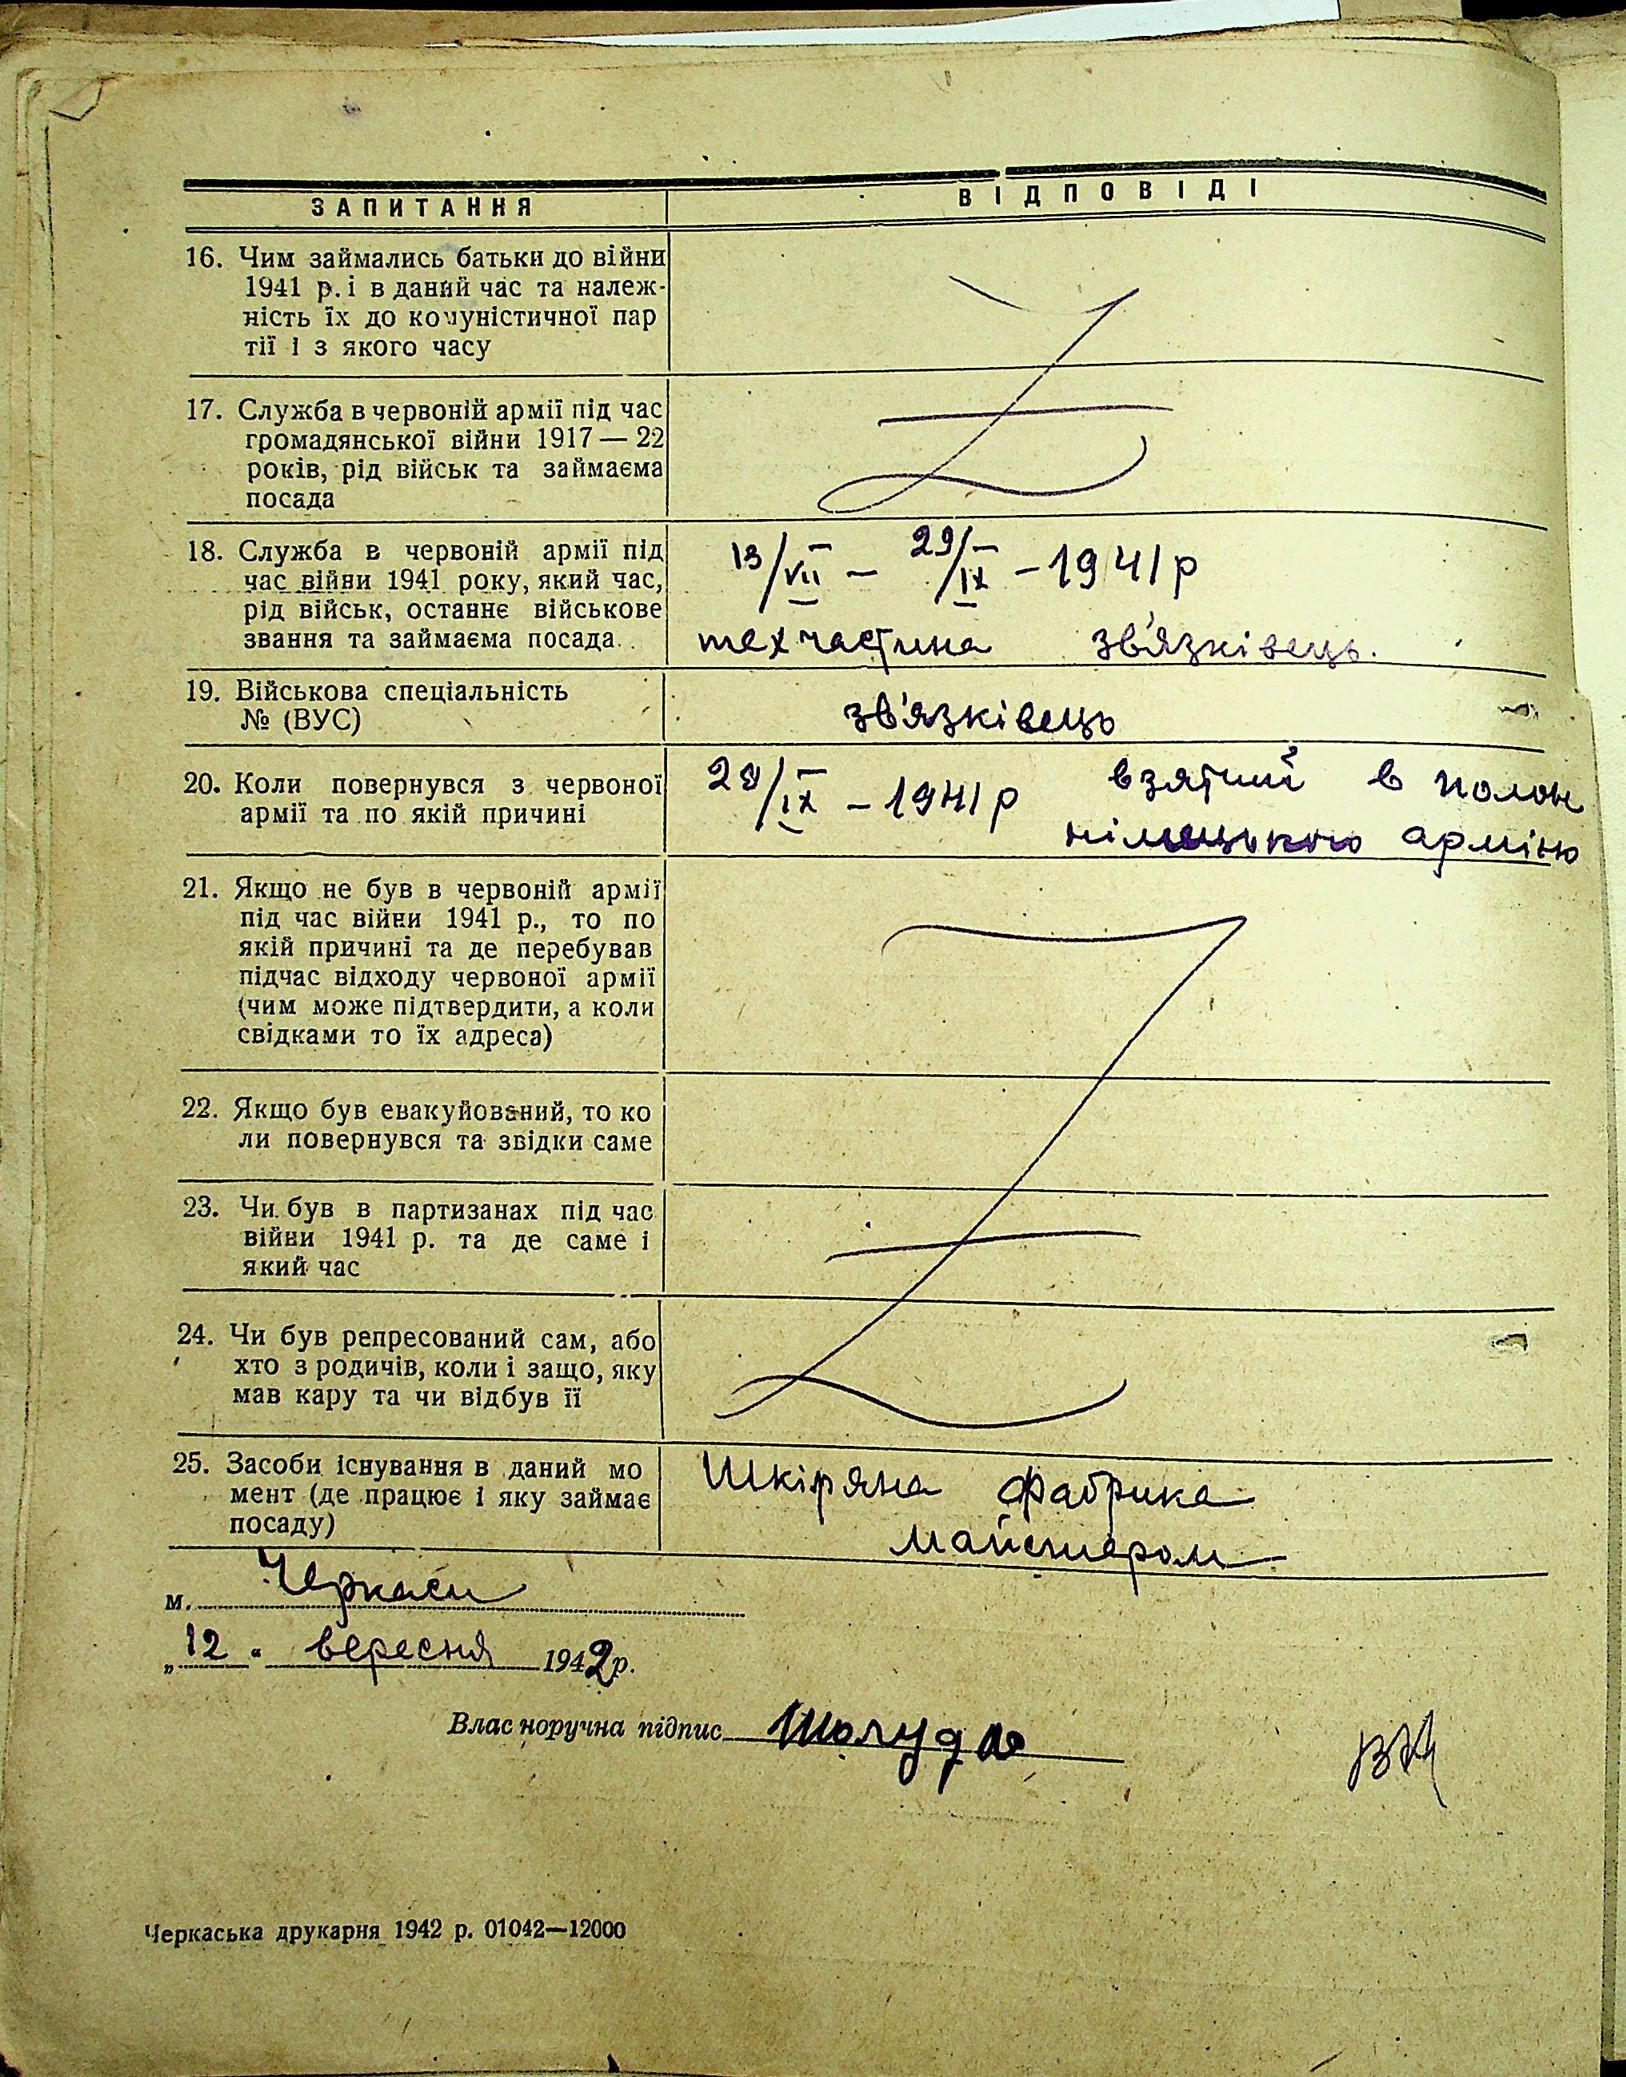 ЗАПИТАННЯ ВІДПОВІДІ
16. Чим займались батьки до війни
1941 р. і в даний час та належ-
ність їх до комуністичної пар
тії і з якого часу
17. Служба в червоній армії під час
громадянської війни 1917 — 22
років, рід військ та займаєма
посада
18. Служба в червоній армії під
час війни 1941 року, який час,
рід військ, останнє військове
звання та займаєма посада.
13/VII – 29/IX – 1941 р
техчастина зв'язківець.
19. Військова спеціальність
№ (ВУС)
зв'язківець
20. Коли повернувся з червоної
армії та по якій причині
29/IX – 1941 р взятий в полон
німецькою армією
21. Якщо не був в червоній армії
під час війни 1941 р., то по
якій причині та де перебував
підчас відходу червоної армії
(чим може підтвердити, а коли
свідками то їх адреса)
22. Якщо був евакуйований, то ко
ли повернувся та звідки саме
23. Чи був в партизанах під час
війни 1941 р. та де саме і
який час
24. Чи був репресований сам, або
хто з родичів, коли і защо, яку
мав кару та чи відбув її
25. Засоби існування в даний мо
мент (де працює і яку займає
посаду)
Шкіряна фабрика
майстером
м. Черкаси
„12" вересня 1942 р.
Власноручна підпис Шолудь
Черкаська друкарня 1942 р. 01042—12000